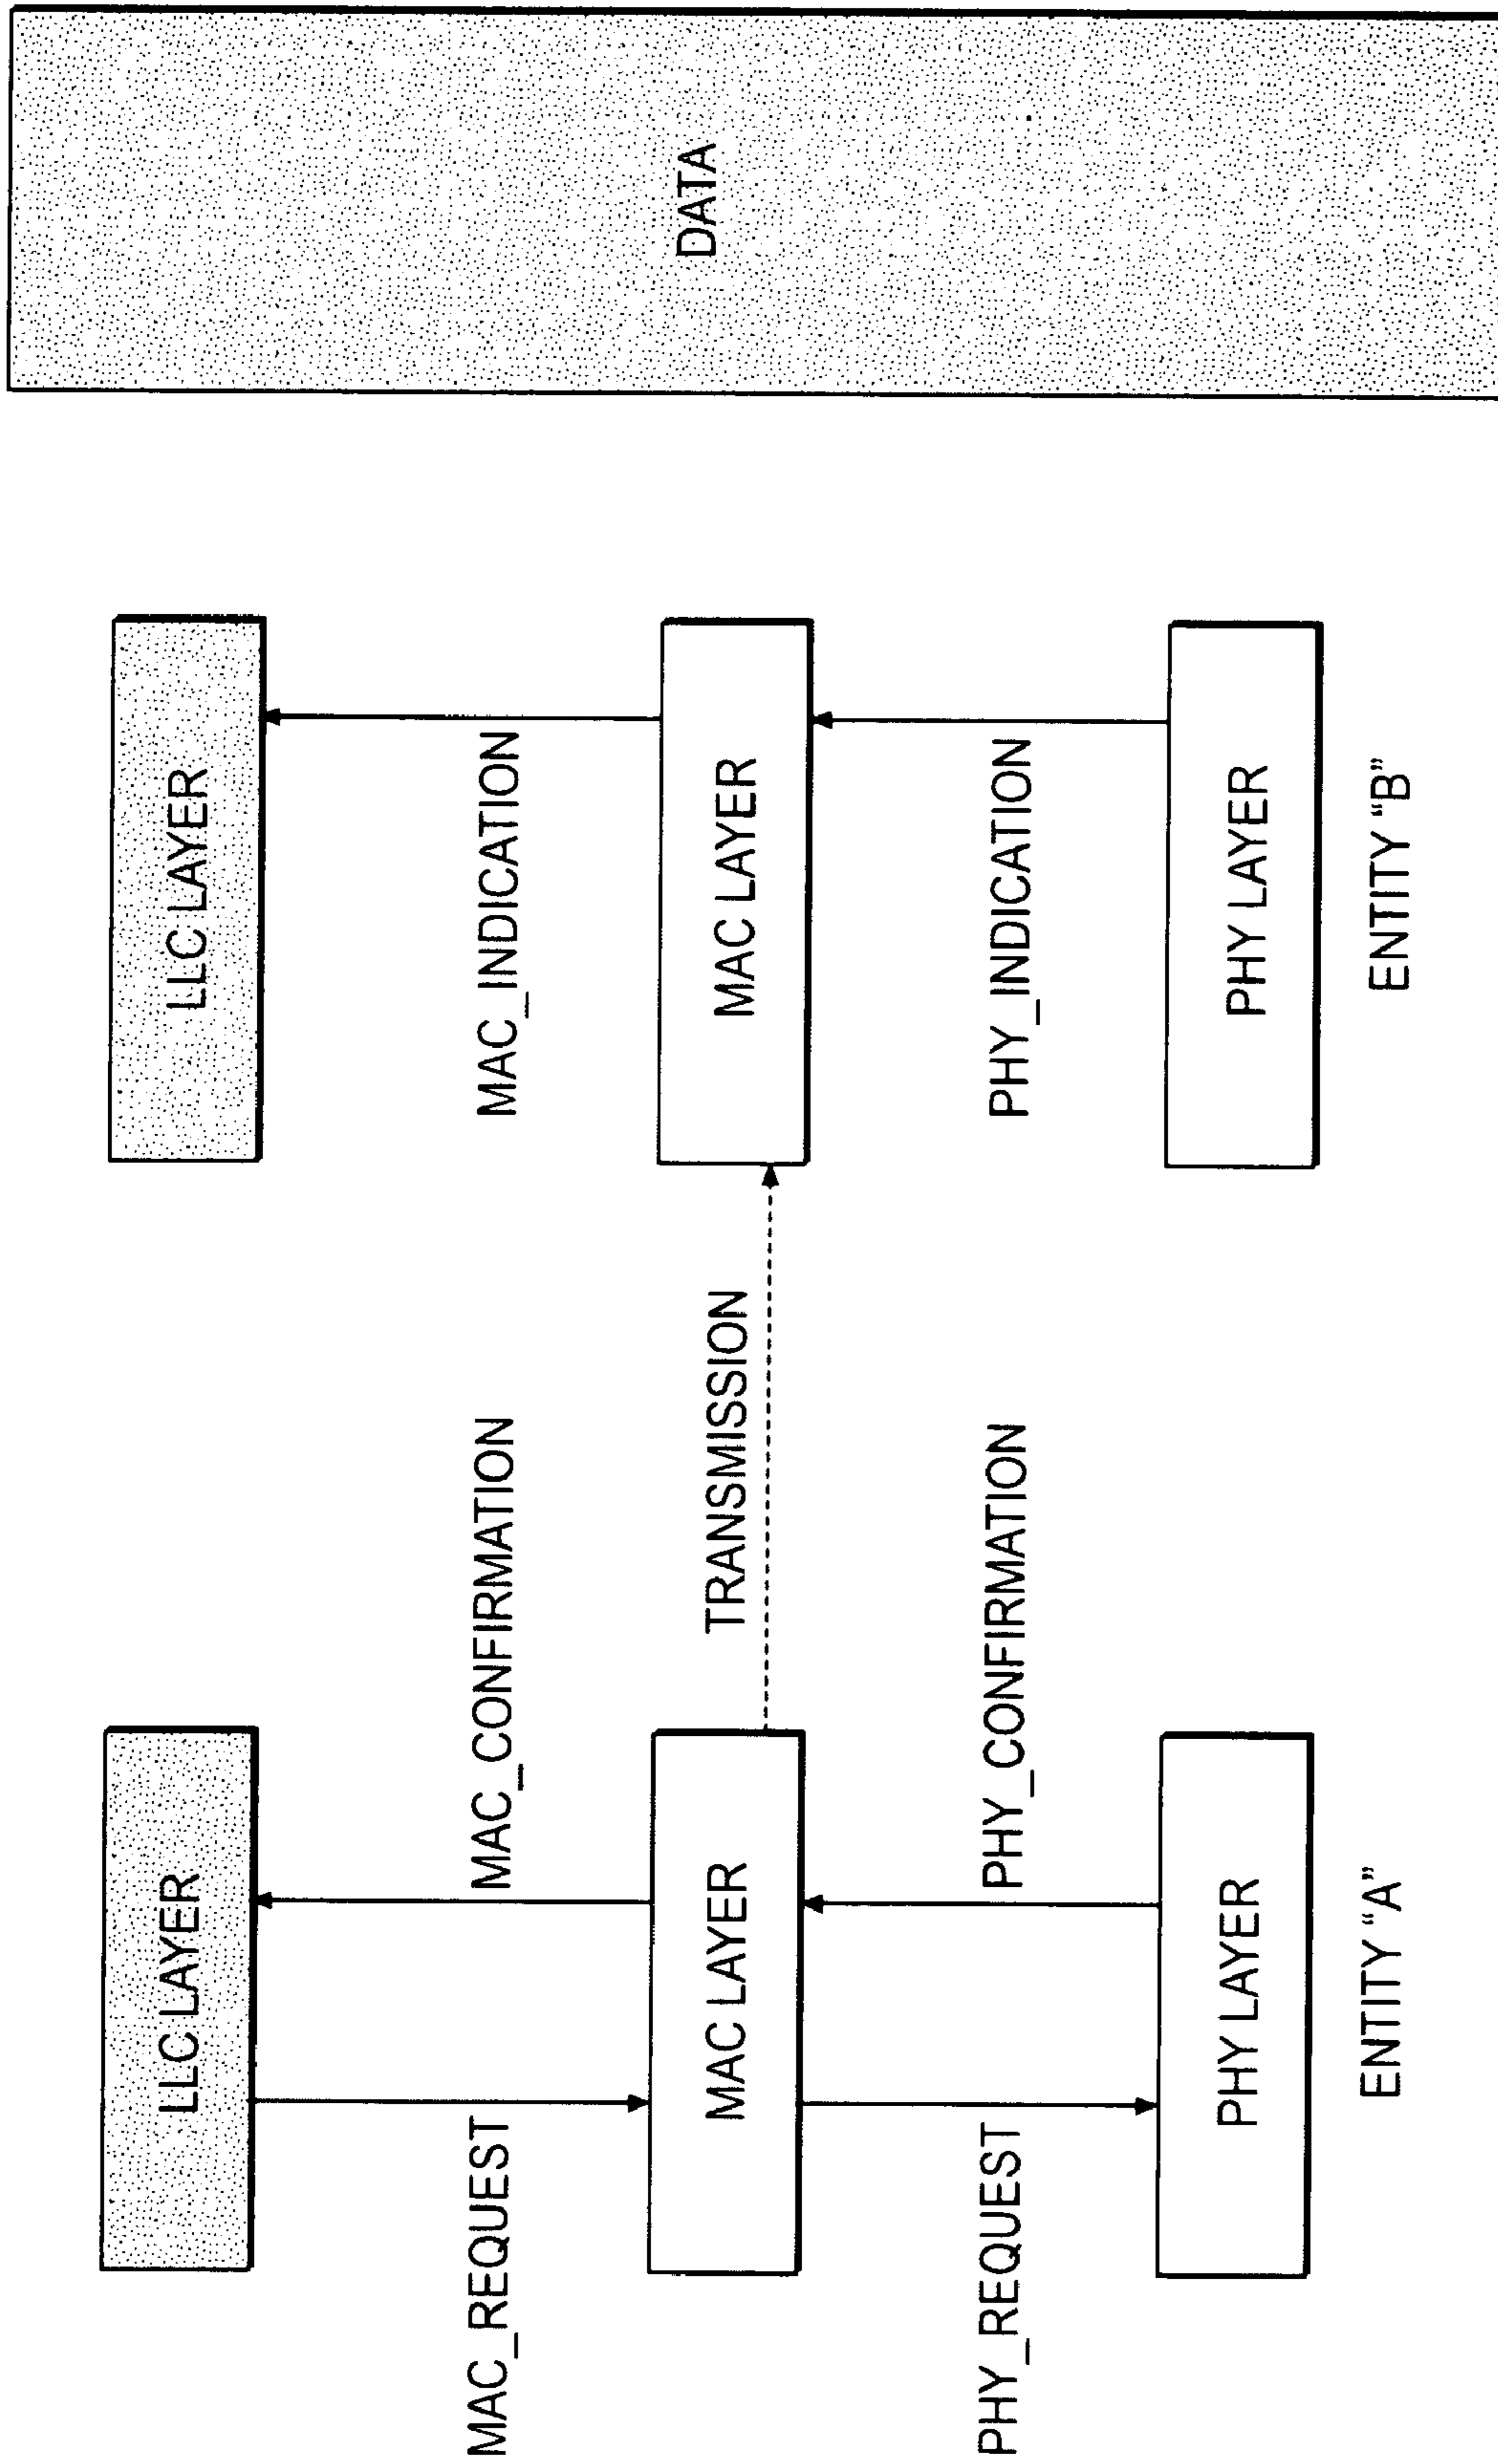 LLC LAYER
LLC LAYER
MAC_REQUEST
MAC_CONFIRMATION
MAC_INDICATION
MAC LAYER
TRANSMISSION
MAC LAYER
DATA
PHY_REQUEST
PHY_CONFIRMATION
PHY_INDICATION
PHY LAYER
PHY LAYER
ENTITY “A”
ENTITY “B”